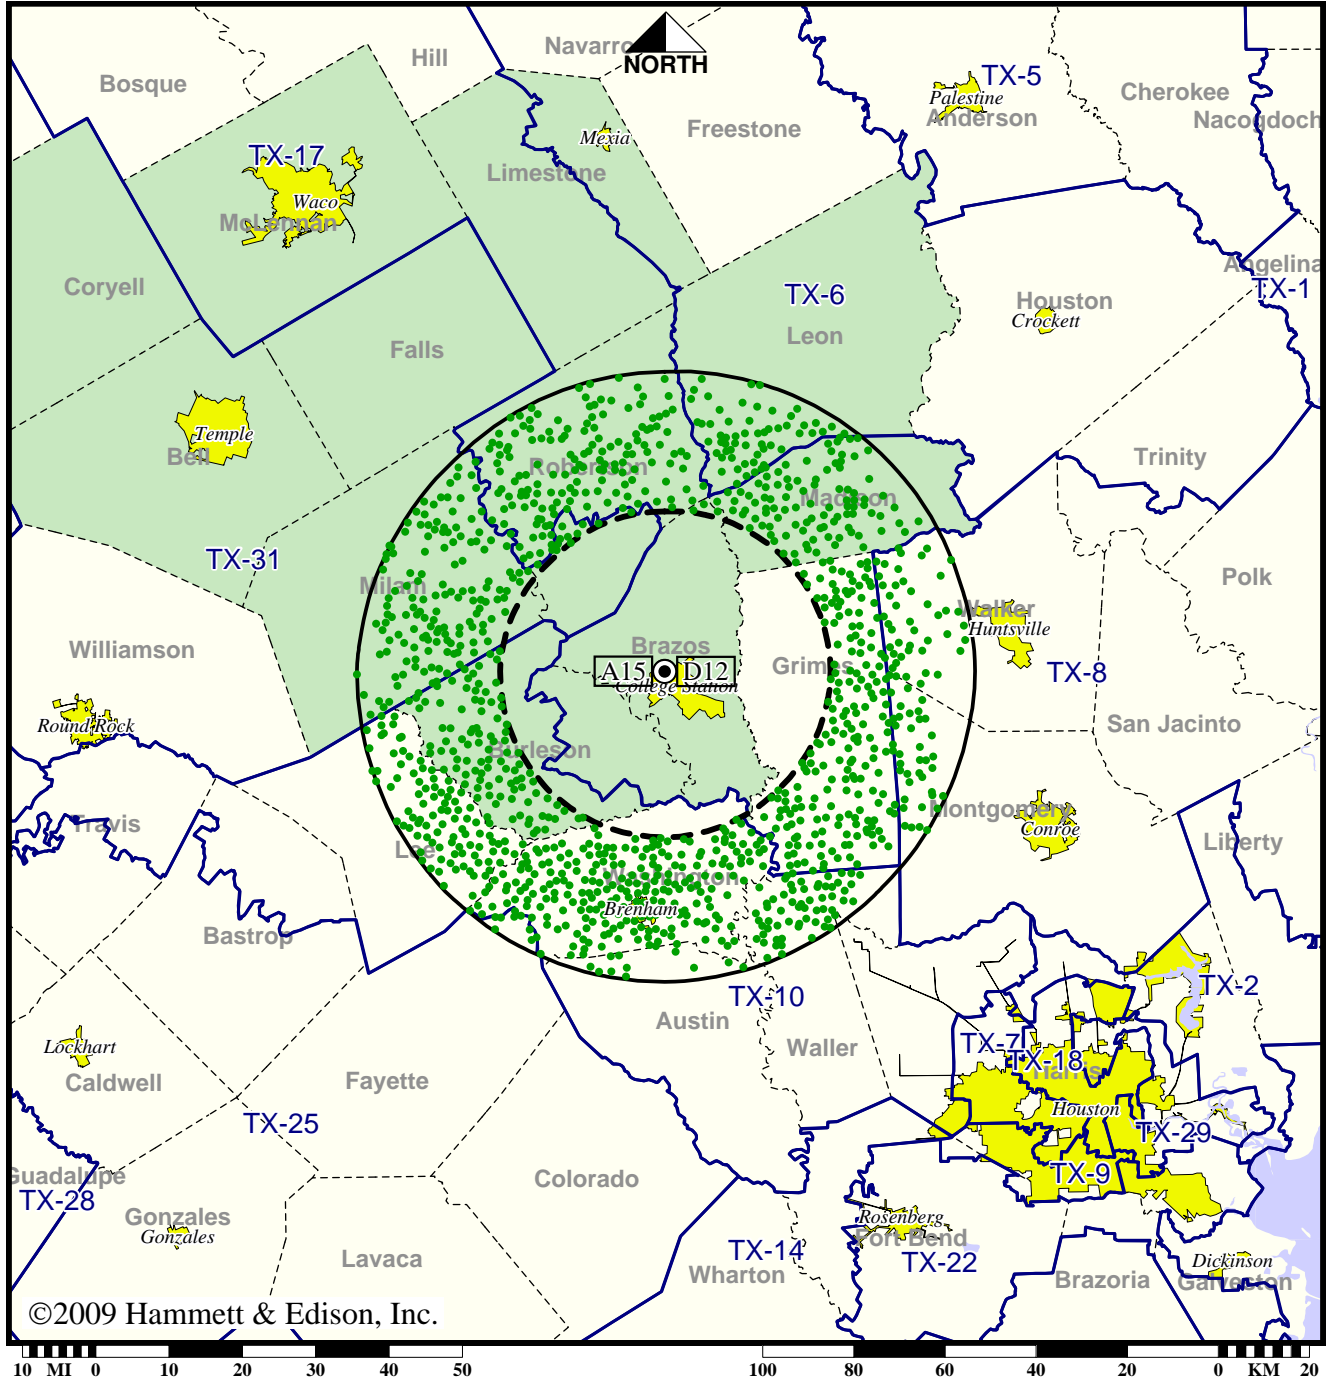 Navarro
NORTH
Hill
Bosque
TX-5
Palestine
Anderson
Cherokee
Nacogdoch
Freestone
Mexia
Limestone
TX-17
Waco
McLennan
Coryell
Angelina
TX-1
TX-6
Leon
Houston
Crockett
Falls
Temple
Bell
Robertson
Madison
Trinity
TX-31
Milam
Polk
Walker
Huntsville
Williamson
Brazos
Grimes
A15
D12
College Station
TX-8
Round Rock
San Jacinto
Burleson
Montgomery
Conroe
Travis
Lee
Liberty
Washington
Brenham
Bastrop
TX-2
TX-10
Austin
Waller
TX-7
TX-18
Harris
Lockhart
Caldwell
Fayette
Houston
TX-25
TX-29
Guadalupe
TX-28
Colorado
TX-9
Gonzales
Gonzales
Rosenberg
Fort Bend
TX-14
TX-22
Lavaca
Wharton
Dickinson
Brazoria
Galveston
©2009 Hammett & Edison, Inc.
10 MI 0 10 20 30 40 50
100 80 60 40 20 0 KM 20